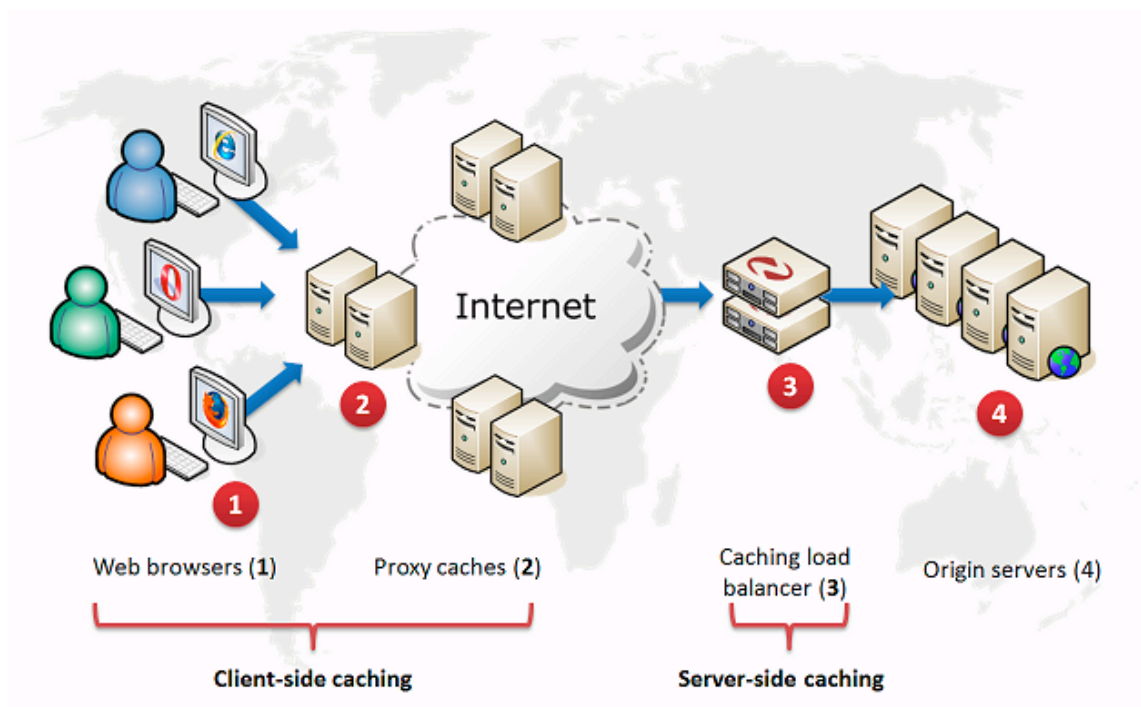 Internet
1
2
3
4
Web browsers (1)
Proxy caches (2)
Caching load
balancer (3)
Origin servers (4)
Client-side caching
Server-side caching